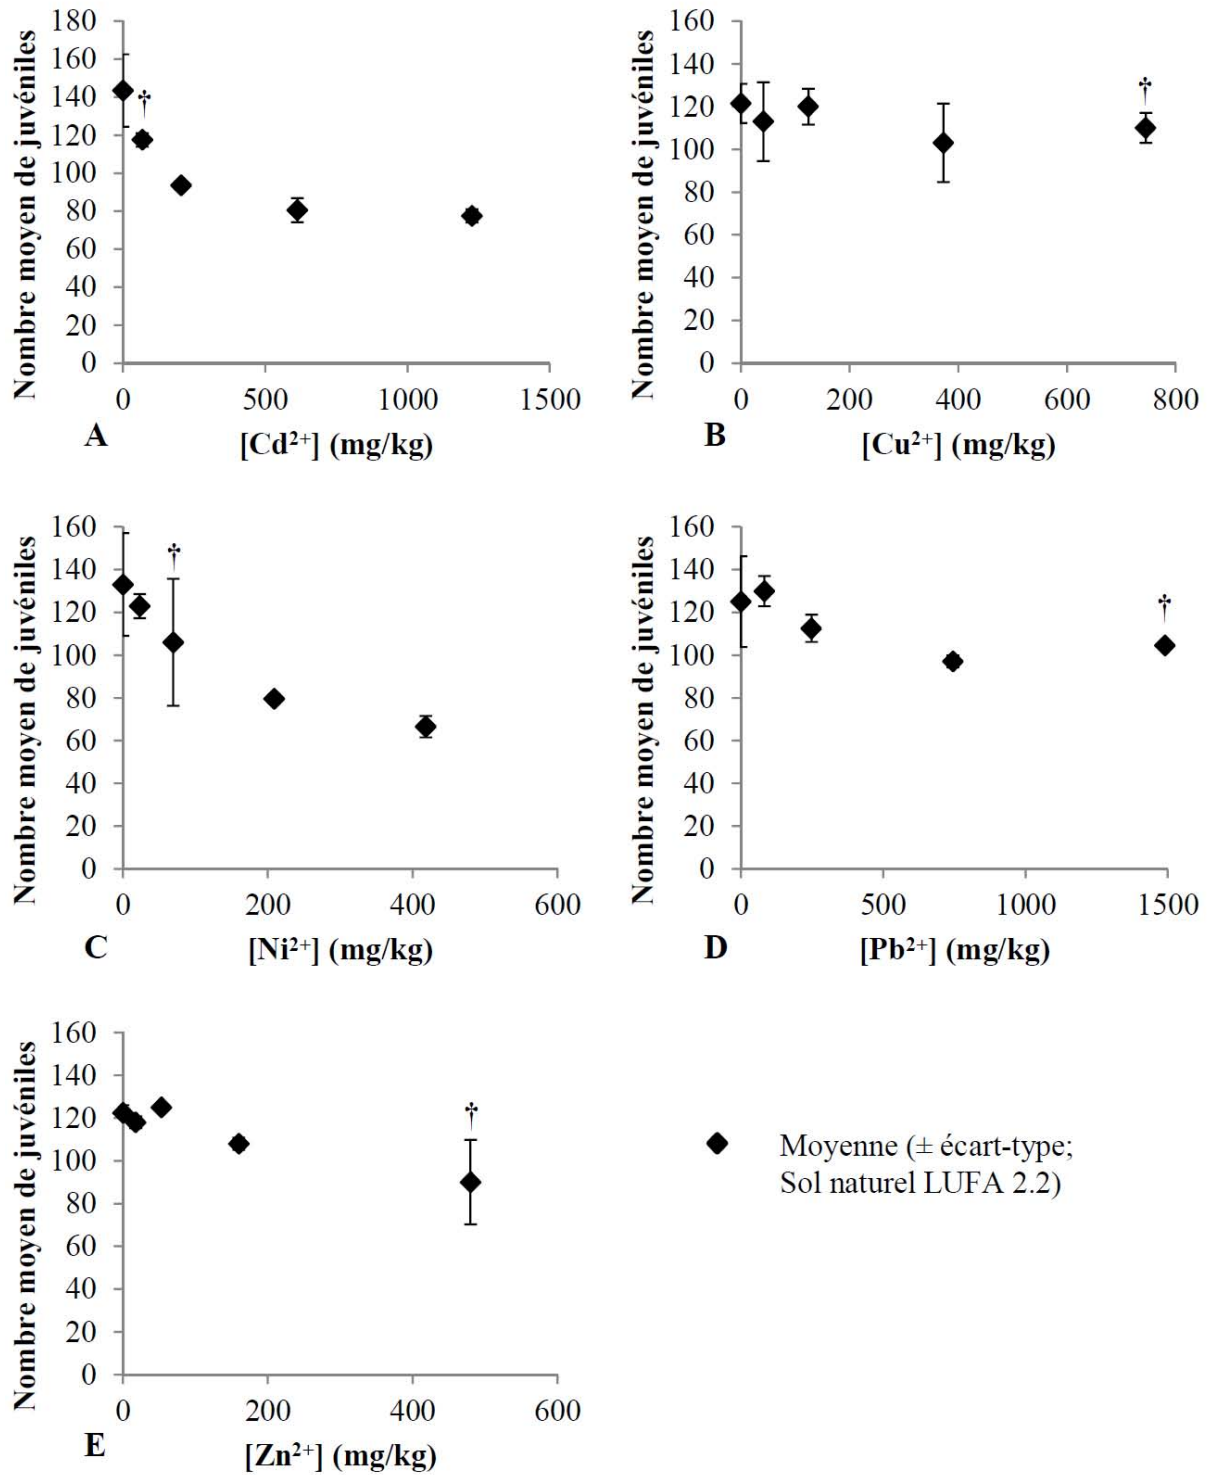 Nombre moyen de juvéniles
180
160
140
120
100
80
60
40
20
0
†
0 500 1000 1500
A
[Cd²⁺] (mg/kg)
Nombre moyen de juvéniles
160
140
120
100
80
60
40
20
0
†
0 200 400 600 800
B
[Cu²⁺] (mg/kg)
Nombre moyen de juvéniles
160
140
120
100
80
60
40
20
0
†
0 200 400 600
C
[Ni²⁺] (mg/kg)
Nombre moyen de juvéniles
160
140
120
100
80
60
40
20
0
†
0 500 1000 1500
D
[Pb²⁺] (mg/kg)
Nombre moyen de juvéniles
160
140
120
100
80
60
40
20
0
†
0 200 400 600
E
[Zn²⁺] (mg/kg)
Moyenne (± écart-type;
Sol naturel LUFA 2.2)